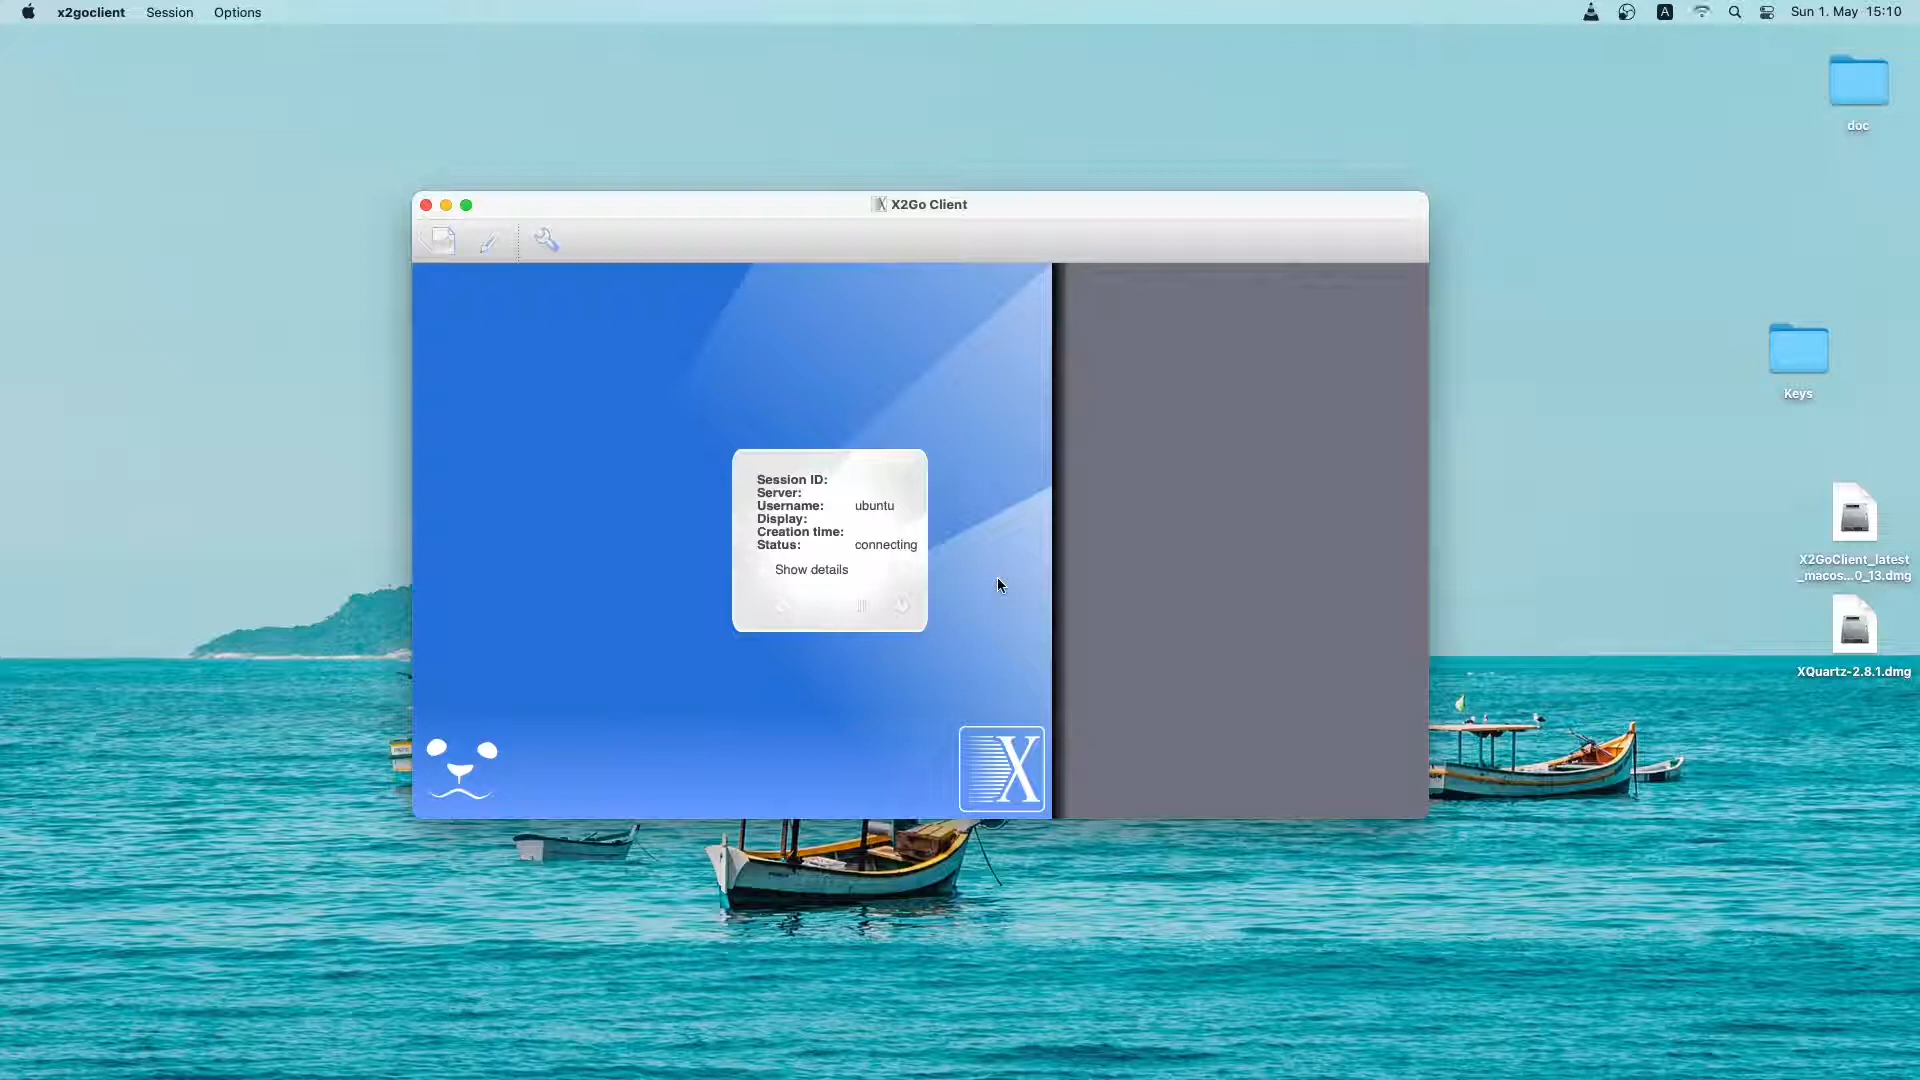 x2goclient Session Options
A Sun 1. May 15:10
doc
X2Go Client
Keys
Session ID:
Server:
Username: ubuntu
Display:
Creation time:
Status: connecting
Show details
X2GoClient_latest
_macos...0_13.dmg
XQuartz-2.8.1.dmg
X